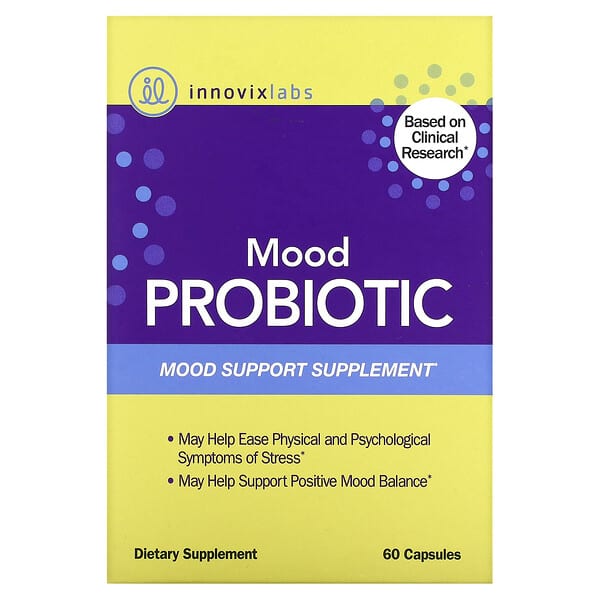 innovixlabs
Based on
Clinical
Research*
Mood
PROBIOTIC
MOOD SUPPORT SUPPLEMENT*
• May Help Ease Physical and Psychological
Symptoms of Stress*
• May Help Support Positive Mood Balance*
Dietary Supplement
60 Capsules